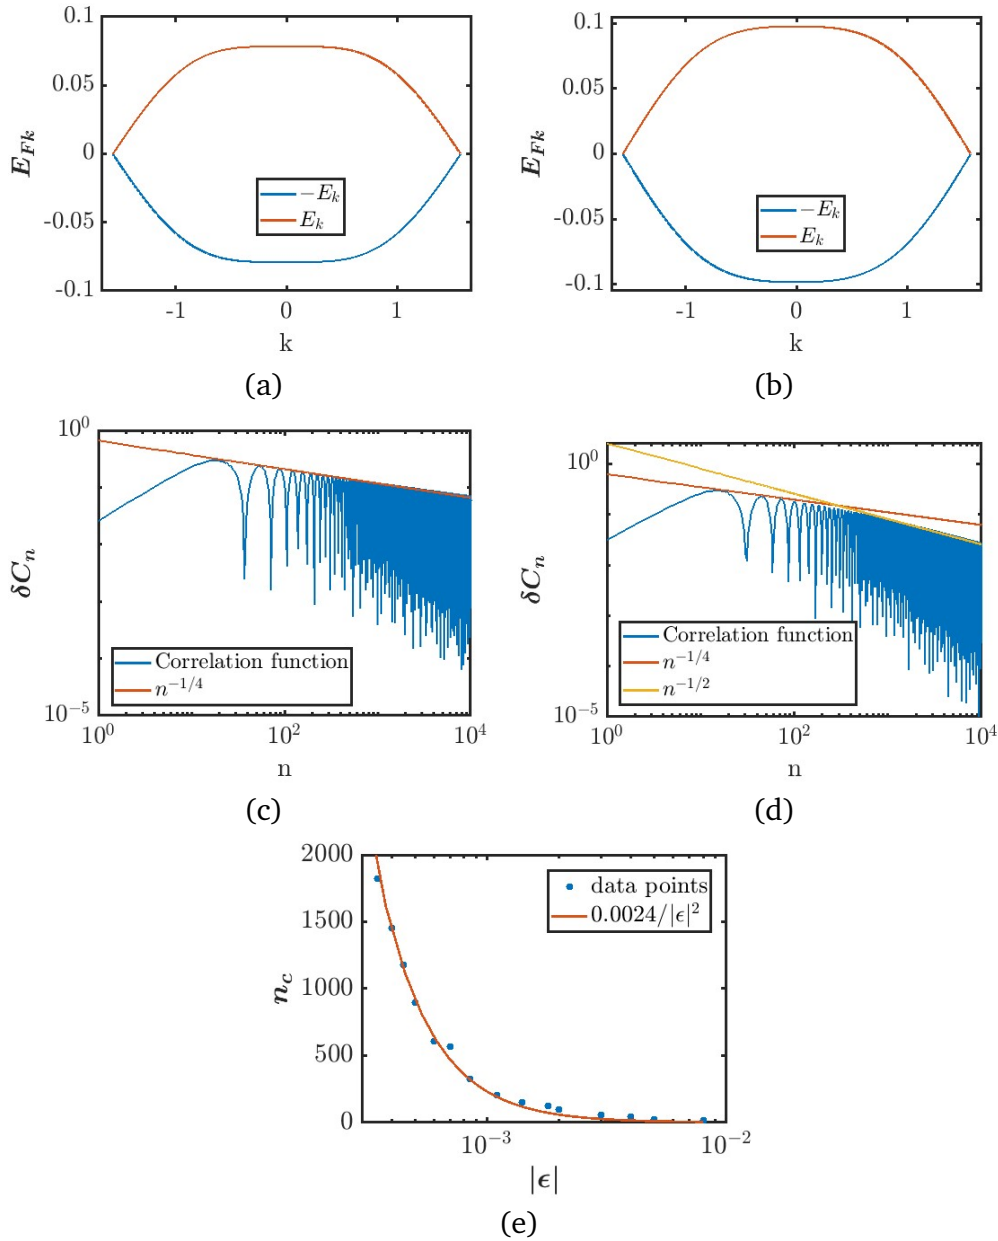 0.1
0.05
0
-0.05
-0.1
E_{Fk}
−E_k
E_k
-1 0 1
k
(a)
0.1
0.05
0
-0.05
-0.1
E_{Fk}
−E_k
E_k
-1 0 1
k
(b)
10^0
10^{-5}
δC_n
Correlation function
n^{−1/4}
10^0 10^2 10^4
n
(c)
10^0
10^{-5}
δC_n
Correlation function
n^{−1/4}
n^{−1/2}
10^0 10^2 10^4
n
(d)
2000
1500
1000
500
0
n_c
data points
0.0024/|ϵ|^2
10^{-3} 10^{-2}
|ϵ|
(e)